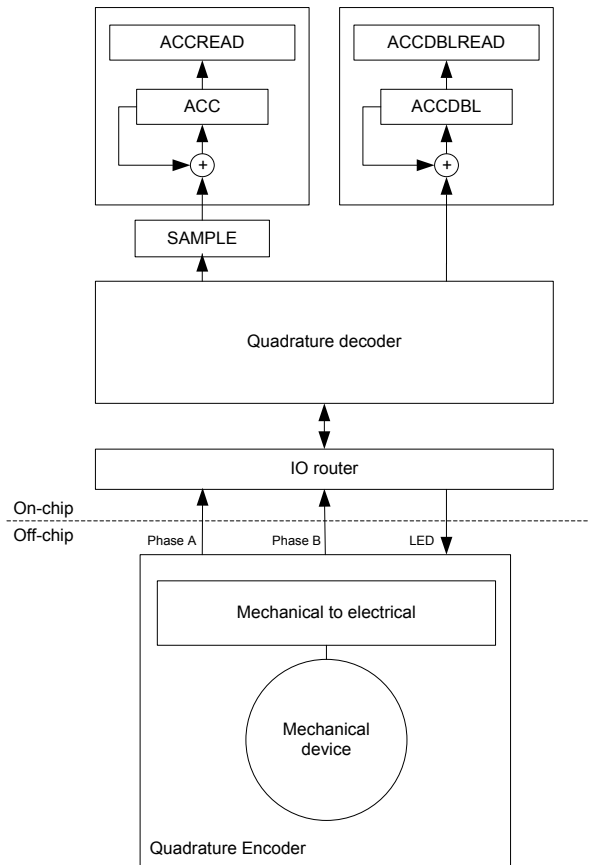 ACCREAD
ACCDBLREAD
ACC
ACCDBL
+
+
SAMPLE
Quadrature decoder
IO router
On-chip
Off-chip
Phase A
Phase B
LED
Mechanical to electrical
Mechanical
device
Quadrature Encoder